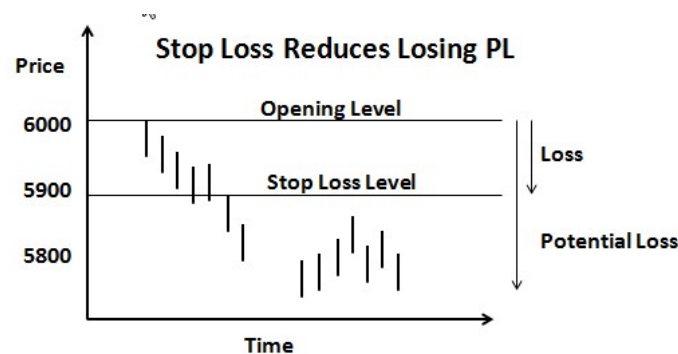 Stop Loss Reduces Losing PL
Price
Opening Level
6000
Loss
Stop Loss Level
5900
Potential Loss
5800
Time